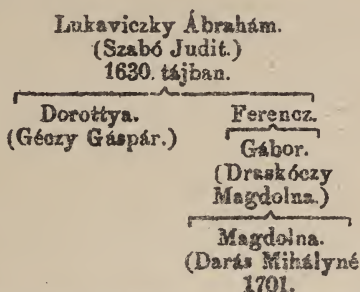 Lukaviczky Ábrahám.
(Szabó Judit.)
1630. tájban.
Dorottya. Ferencz.
(Géczy Gáspár.) Gábor.
(Draskóczy
Magdolna.)
Magdolna.
(Darás Mihályné
1701.